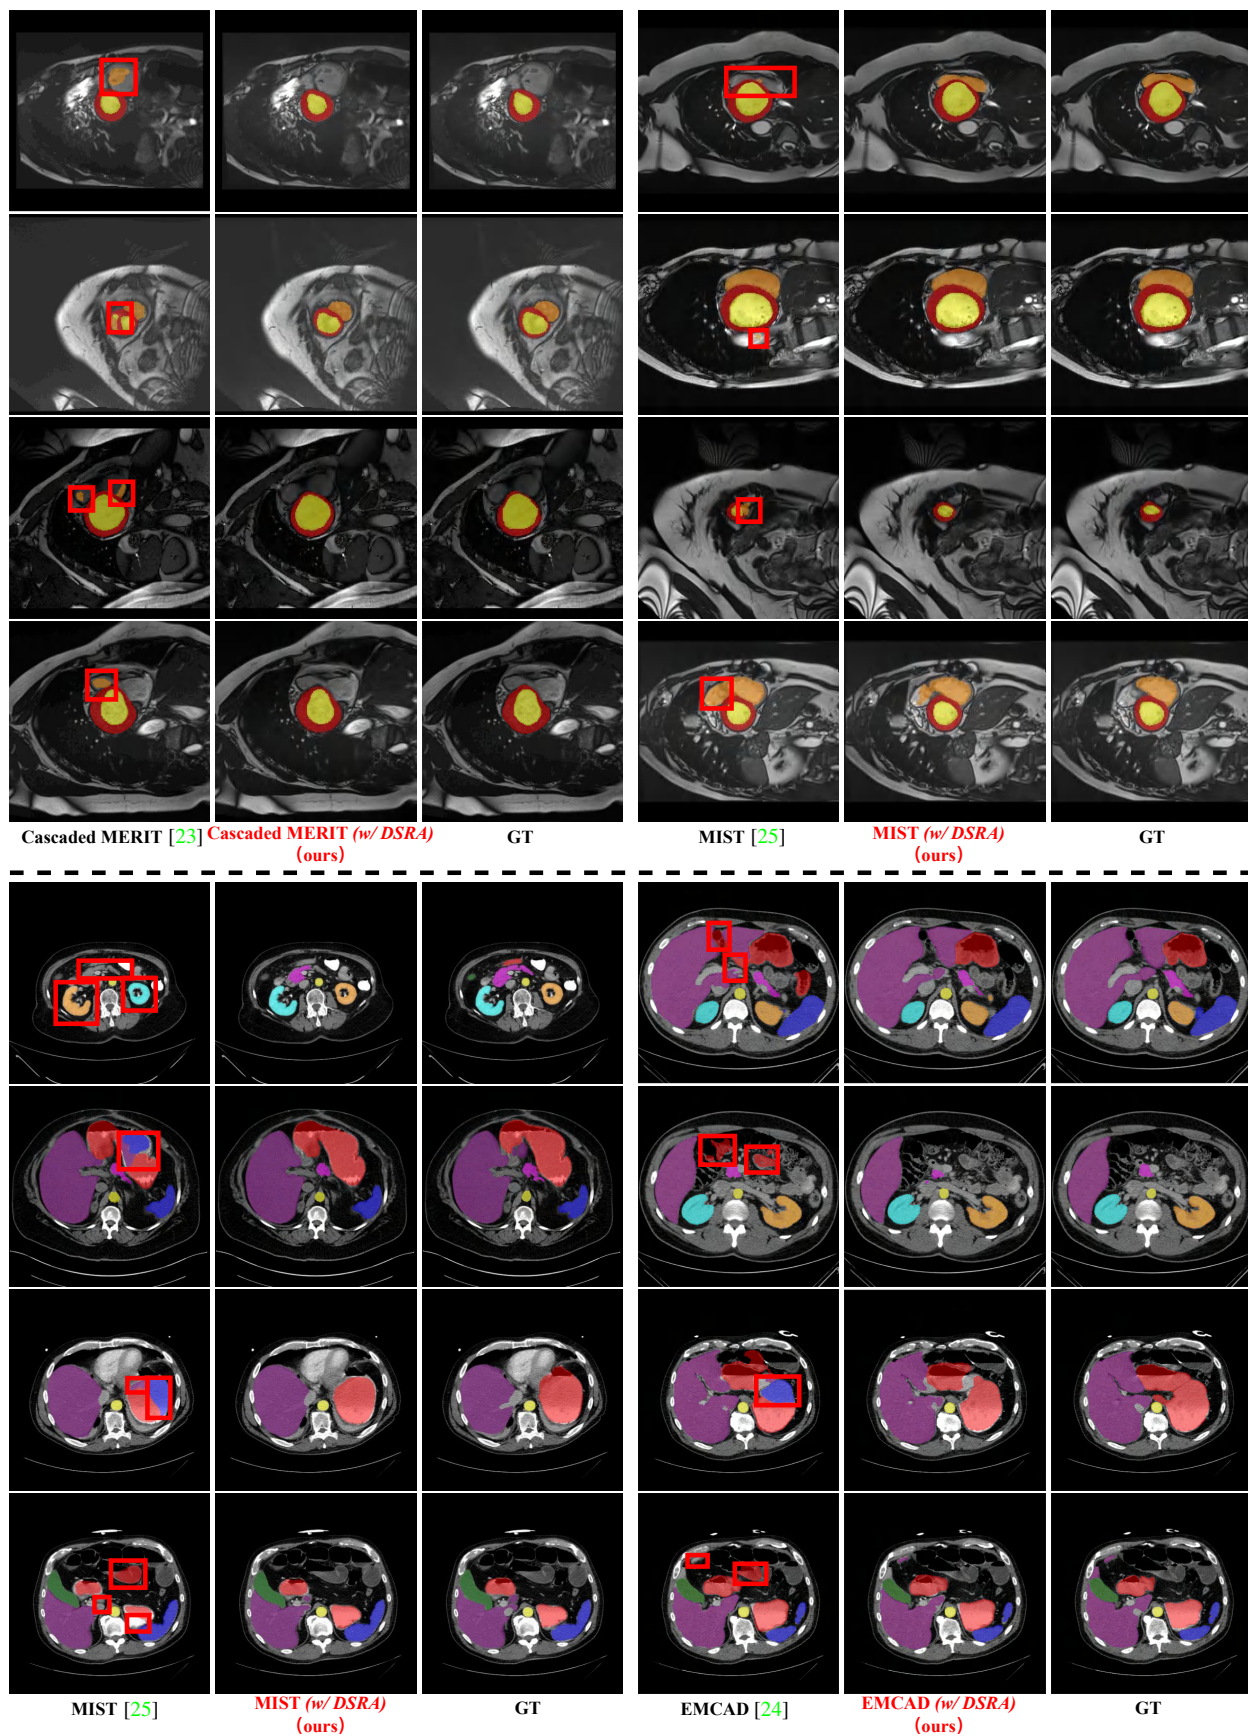 Cascaded MERIT [23] Cascaded MERIT (w/ DSRA) GT MIST [25] MIST (w/ DSRA) GT
(ours) (ours)
MIST [25] MIST (w/ DSRA) GT EMCAD [24] EMCAD (w/ DSRA) GT
(ours) (ours)